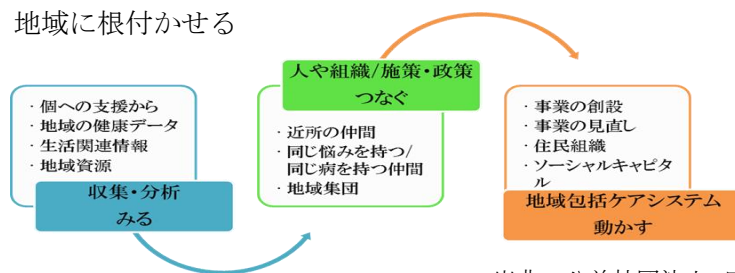 地域に根付かせる
・個への支援から
・地域の健康データ
・生活関連情報
・地域資源
収集・分析
みる
人や組織/施策・政策
つなぐ
・近所の仲間
・同じ悩みを持つ/
同じ病を持つ仲間
・地域集団
・事業の創設
・事業の見直し
・住民組織
・ソーシャルキャピタ
ル
地域包括ケアシステム
動かす